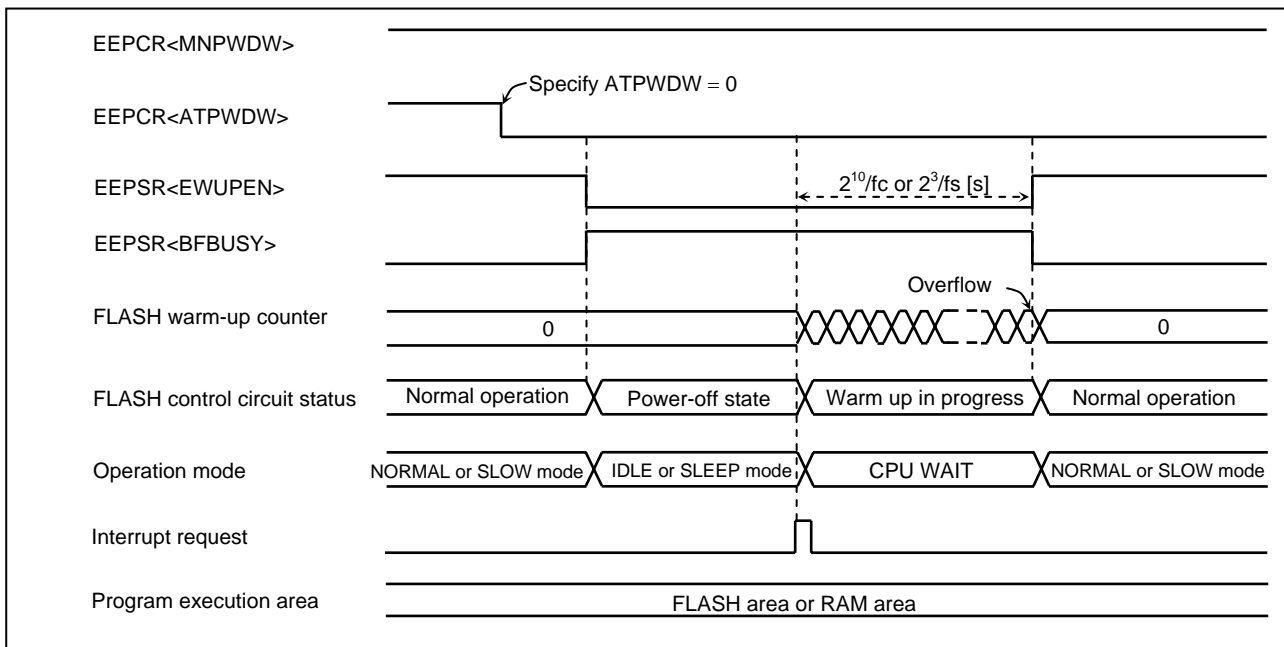 EEPCR<MNPWDW>
Specify ATPWDW = 0
EEPCR<ATPWDW>
EEPSR<EWUPEN>
2^10/fc or 2^3/fs [s]
EEPSR<BFBUSY>
Overflow
FLASH warm-up counter
0
0
FLASH control circuit status
Normal operation
Power-off state
Warm up in progress
Normal operation
Operation mode
NORMAL or SLOW mode
IDLE or SLEEP mode
CPU WAIT
NORMAL or SLOW mode
Interrupt request
Program execution area
FLASH area or RAM area